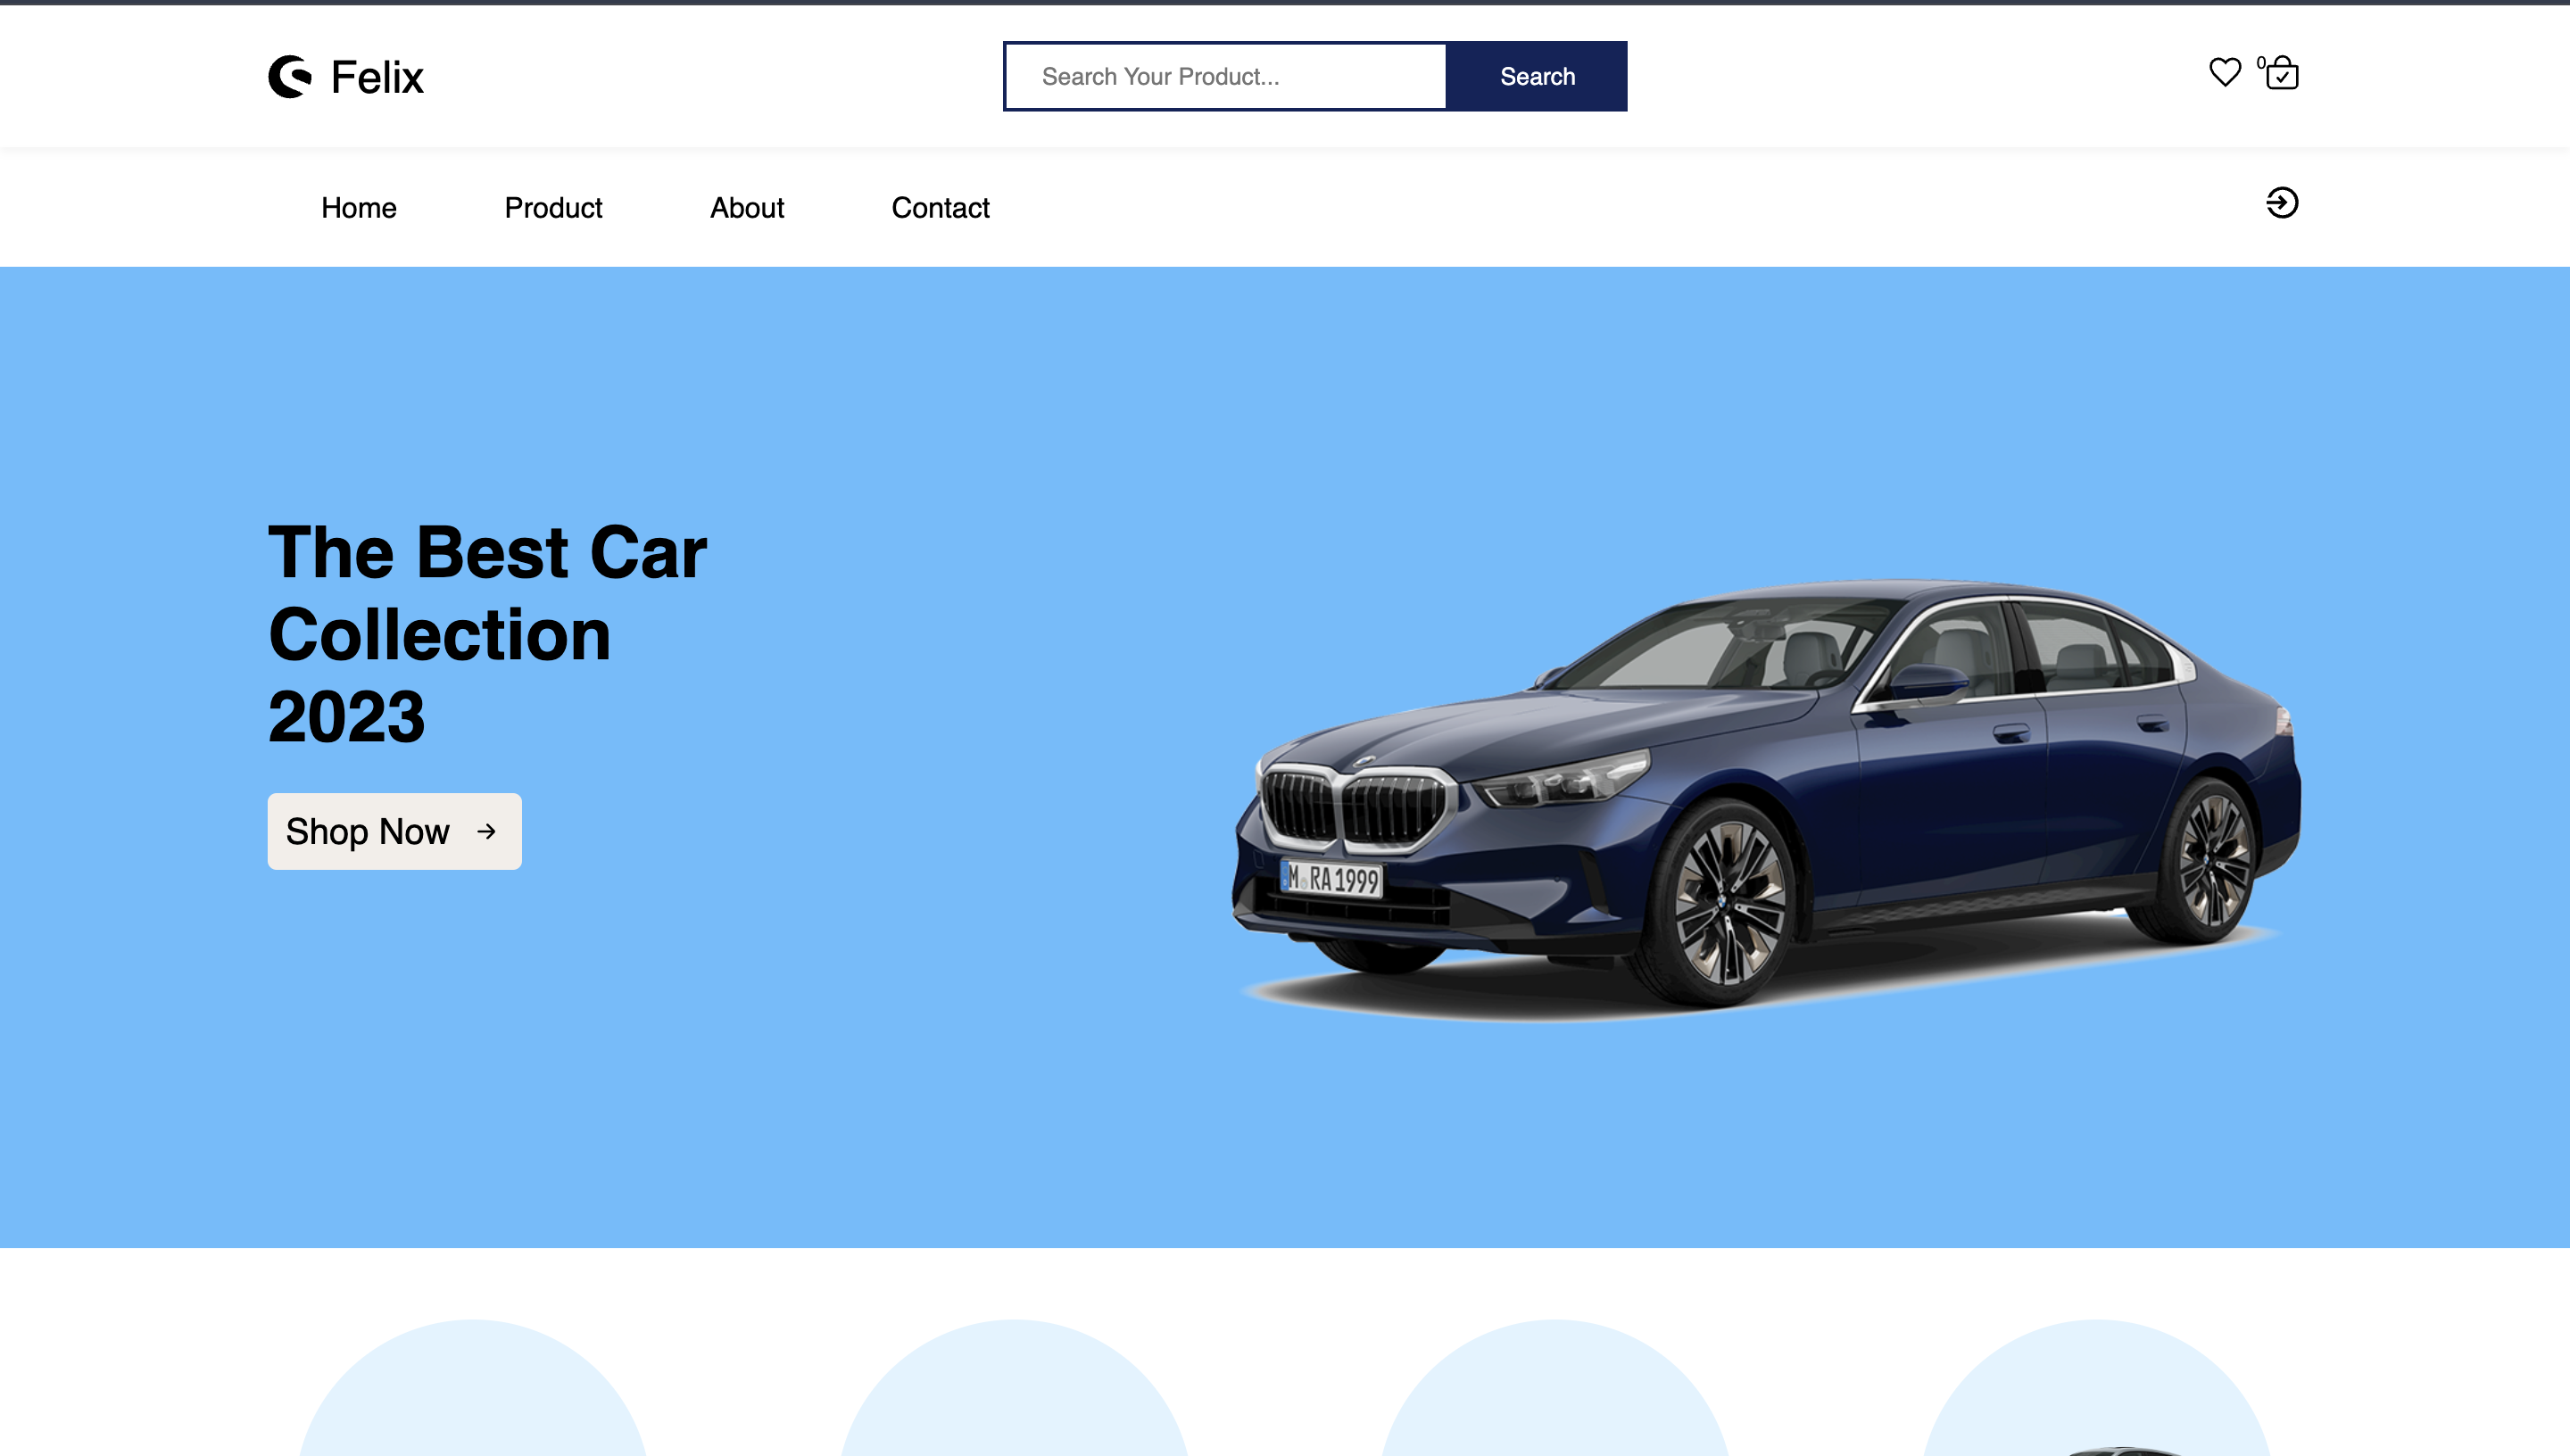 Felix
Search Your Product...
Search
0
Home
Product
About
Contact
The Best Car
Collection
2023
Shop Now
M RA 1999